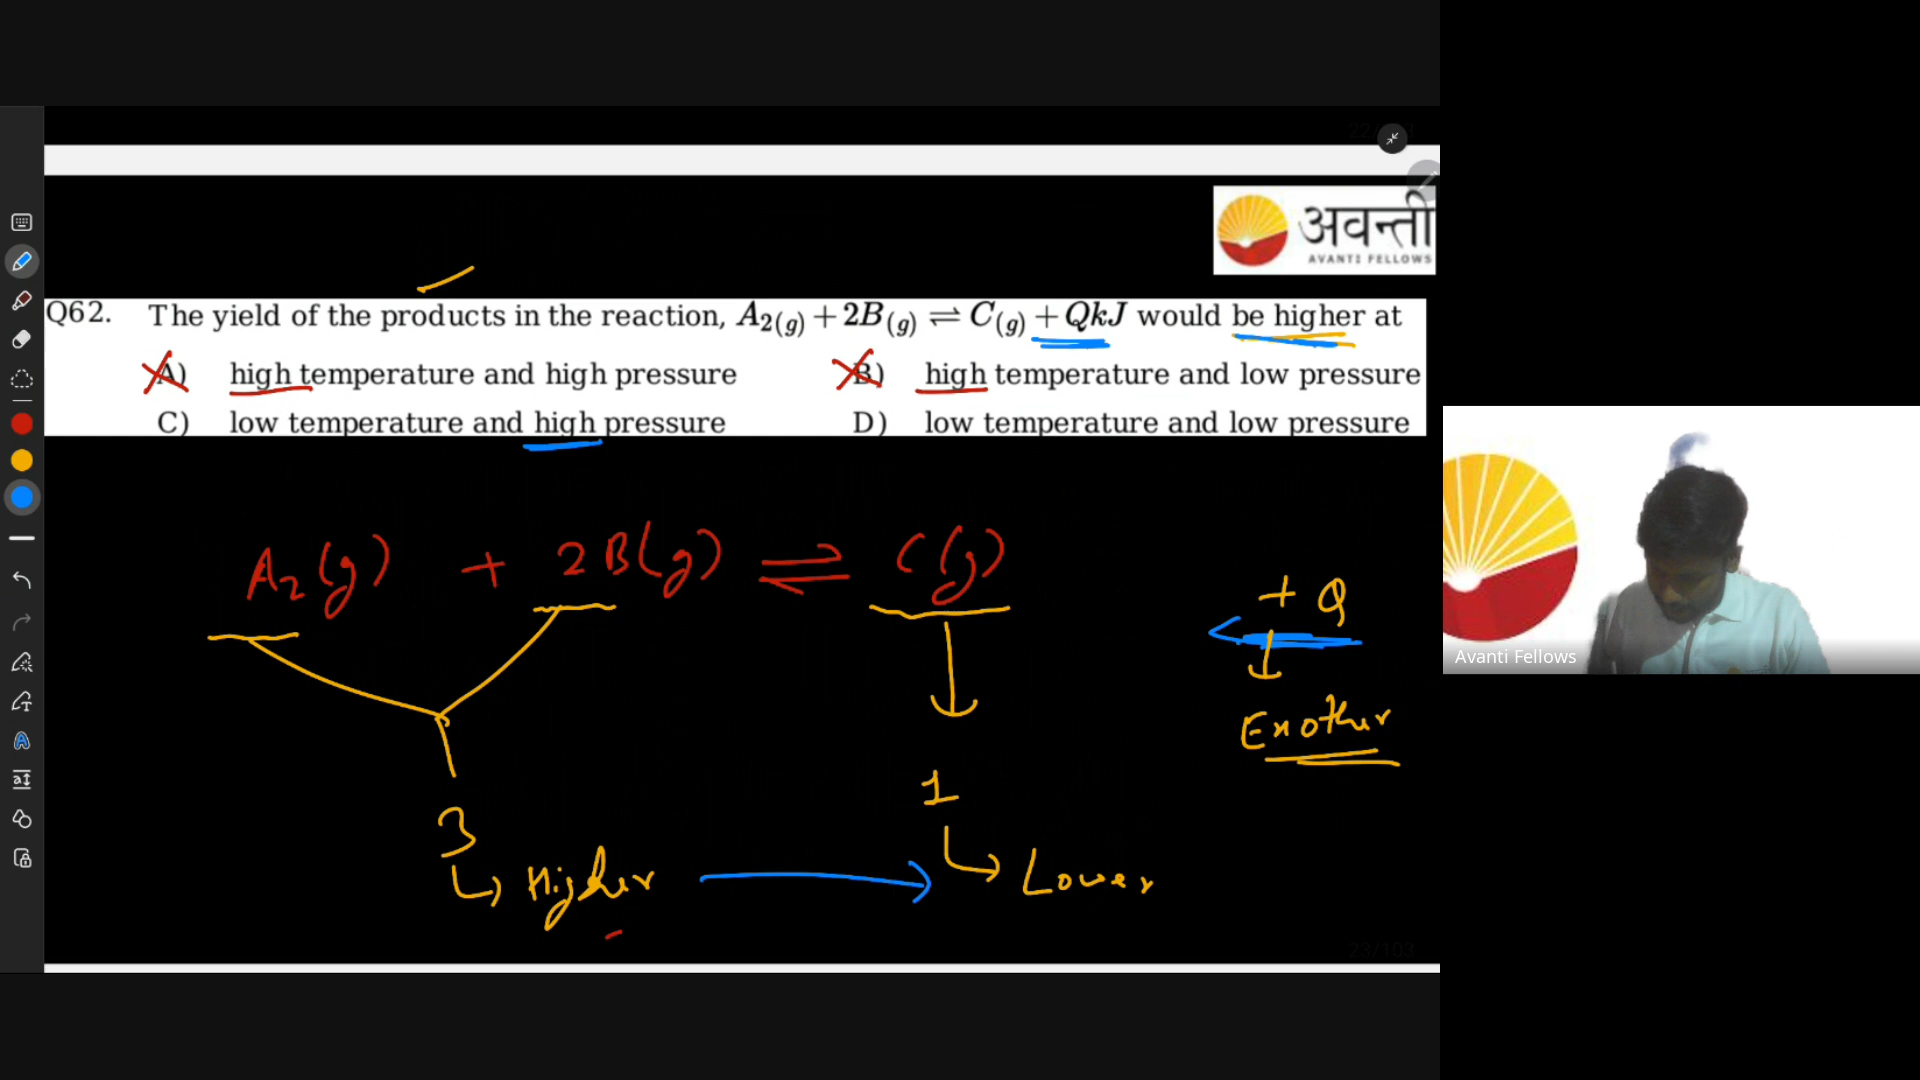 अवन्ती
AVANTI FELLOWS
Q62. The yield of the products in the reaction, A2(g) + 2B(g) ⇌ C(g) + QkJ would be higher at
A) high temperature and high pressure B) high temperature and low pressure
C) low temperature and high pressure D) low temperature and low pressure
A2(g) + 2B(g) ⇌ C(g)
+ Q
Exother
3
1
Higher
Lower
23/103
Avanti Fellows